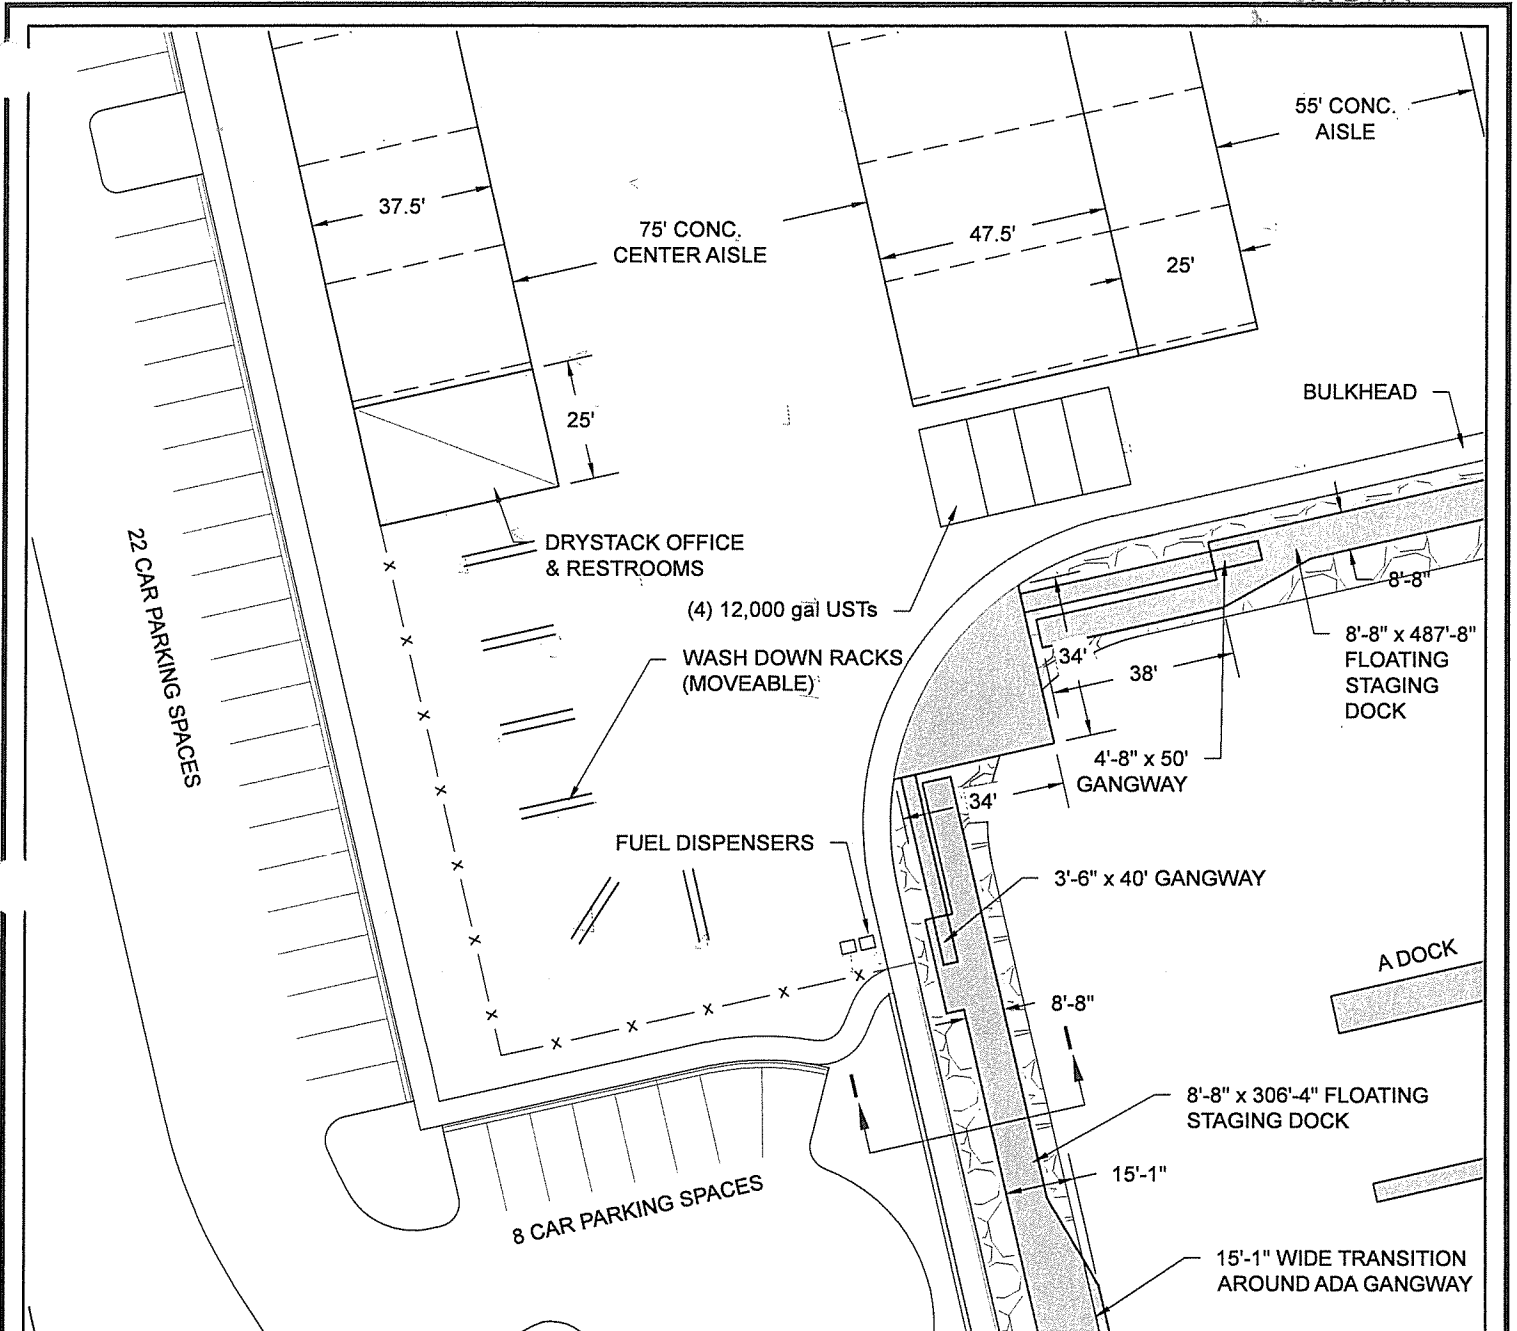 55' CONC.
AISLE
37.5'
75' CONC.
CENTER AISLE
47.5'
25'
BULKHEAD
25'
DRYSTACK OFFICE
& RESTROOMS
8'-8"
22 CAR PARKING SPACES
(4) 12,000 gal USTs
8'-8" x 487'-8"
FLOATING
STAGING
DOCK
WASH DOWN RACKS
(MOVEABLE)
34'
38'
4'-8" x 50'
GANGWAY
34'
FUEL DISPENSERS
3'-6" x 40' GANGWAY
A DOCK
8'-8"
I
I
8'-8" x 306'-4" FLOATING
STAGING DOCK
15'-1"
8 CAR PARKING SPACES
15'-1" WIDE TRANSITION
AROUND ADA GANGWAY